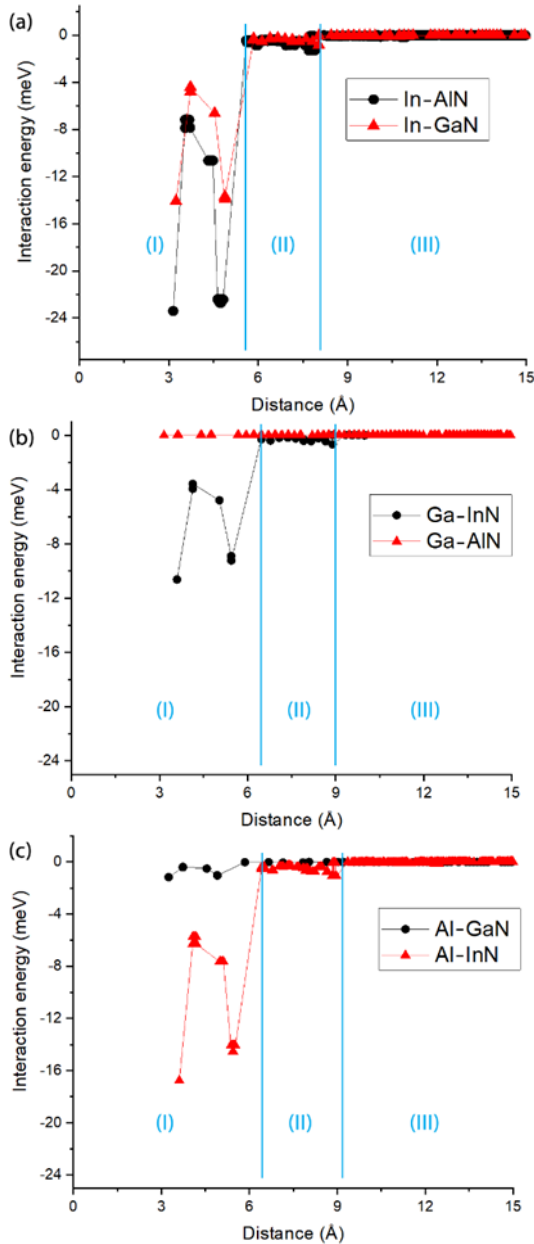 (a)
0
-4
-8
-12
-16
-20
-24
Interaction energy (meV)
In-AlN
In-GaN
(I)
(II)
(III)
0
3
6
9
12
15
Distance (Å)
(b)
0
-4
-8
-12
-16
-20
-24
Interaction energy (meV)
Ga-InN
Ga-AlN
(I)
(II)
(III)
0
3
6
9
12
15
Distance (Å)
(c)
0
-4
-8
-12
-16
-20
-24
Interaction energy (meV)
Al-GaN
Al-InN
(I)
(II)
(III)
0
3
6
9
12
15
Distance (Å)